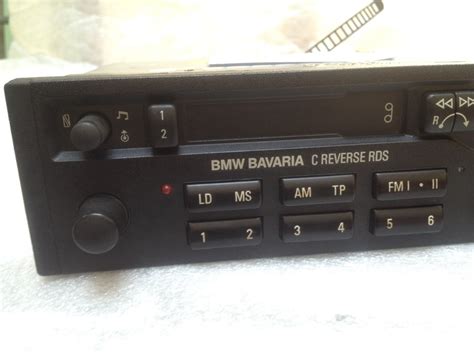 1
2
R
BMW BAVARIA C REVERSE RDS
LD MS AM TP FM I • II
1 2 3 4 5 6